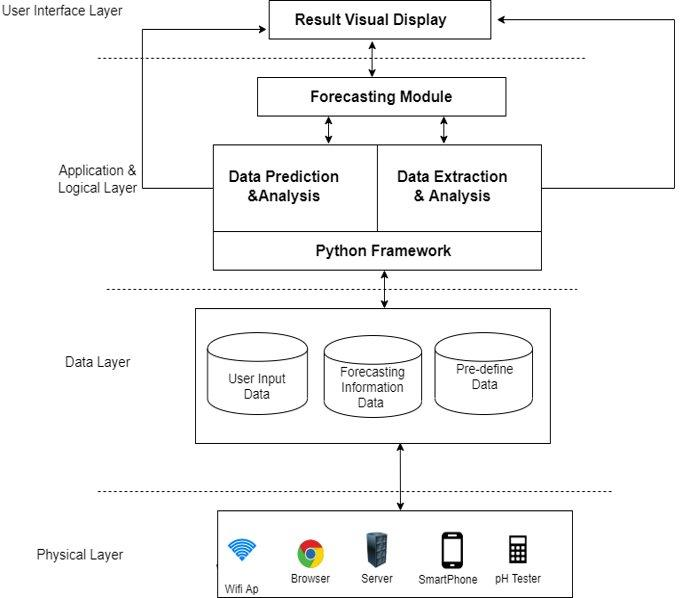 User Interface Layer
Result Visual Display
Forecasting Module
Application &
Logical Layer
Data Prediction
&Analysis
Data Extraction
& Analysis
Python Framework
Data Layer
User Input
Data
Forecasting
Information
Data
Pre-define
Data
Physical Layer
Wifi Ap
Browser
Server
SmartPhone
pH Tester